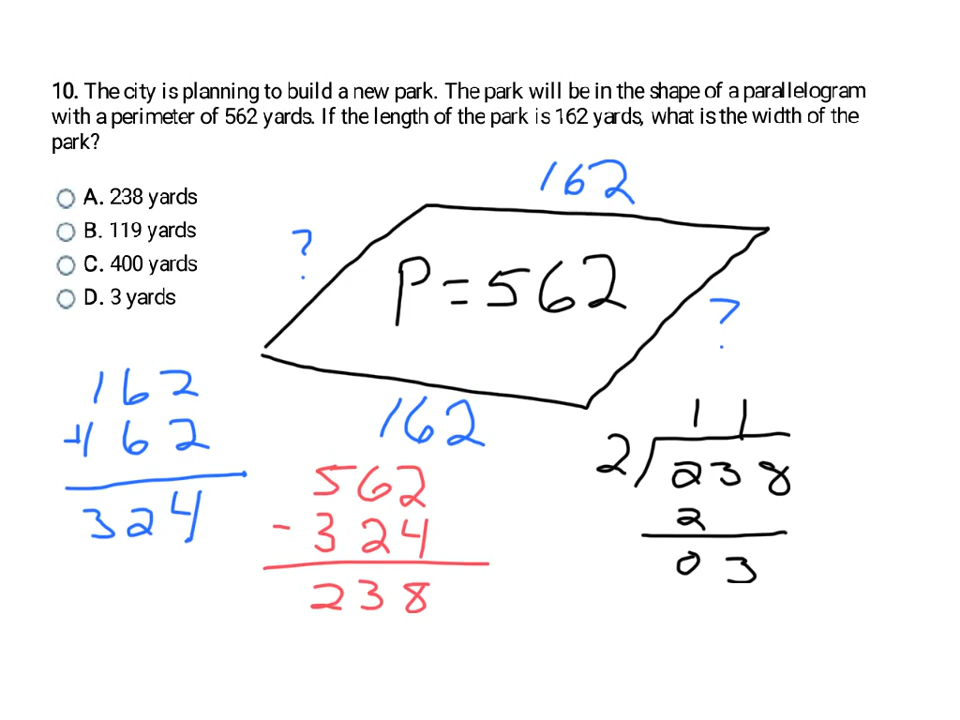 10. The city is planning to build a new park. The park will be in the shape of a parallelogram
with a perimeter of 562 yards. If the length of the park is 162 yards, what is the width of the
park?
162
A. 238 yards
B. 119 yards
C. 400 yards
D. 3 yards
?
P=562
?
162
162
+162
324
562
- 324
238
11
2 238
2
03